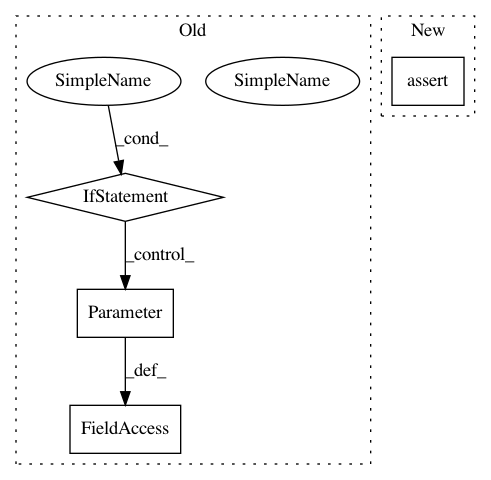 Old
New
SimpleName
SimpleName
assert
_cond_
IfStatement
_control_
Parameter
_def_
FieldAccess